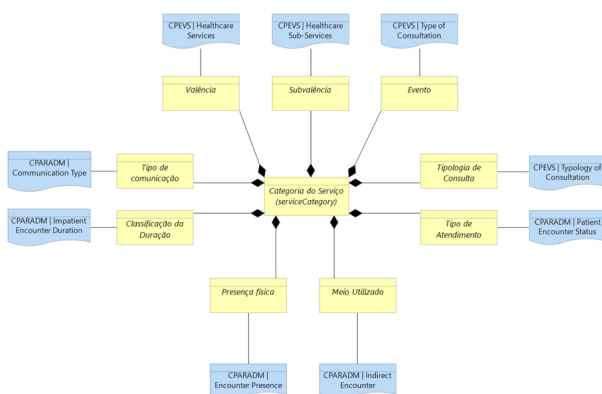 CPEVS | Healthcare
Services
CPEVS | Healthcare
Sub-Services
CPEVS | Type of
Consultation
Valência
Subvalência
Evento
CPARADM |
Communication Type
Tipo de
comunicação
Categoria do Serviço
(serviceCategory)
Tipologia de
Consulta
CPEVS | Typology of
Consultation
CPARADM | Impatient
Encounter Duration
Classificação da
Duração
Tipo de
Atendimento
CPARADM | Patient
Encounter Status
Presença física
Meio Utilizado
CPARADM |
Encounter Presence
CPARADM | Indirect
Encounter